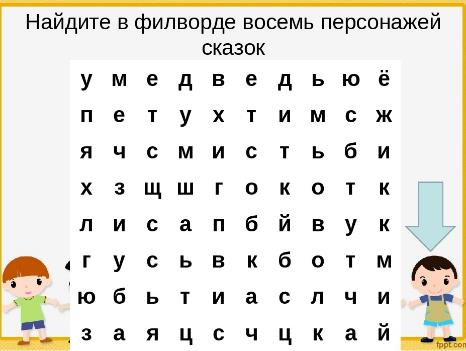 Найдите в филворде восемь персонажей
сказок
у м е д в е д ь ю ё
п е т у х т и м с ж
я ч с м и с т ь б и
х з щ ш г о к о т к
л и с а п б й в у к
г у с ь в к б о т м
ю б ь т и а с л ч и
з а я ц с ч ц к а й
fppt.com